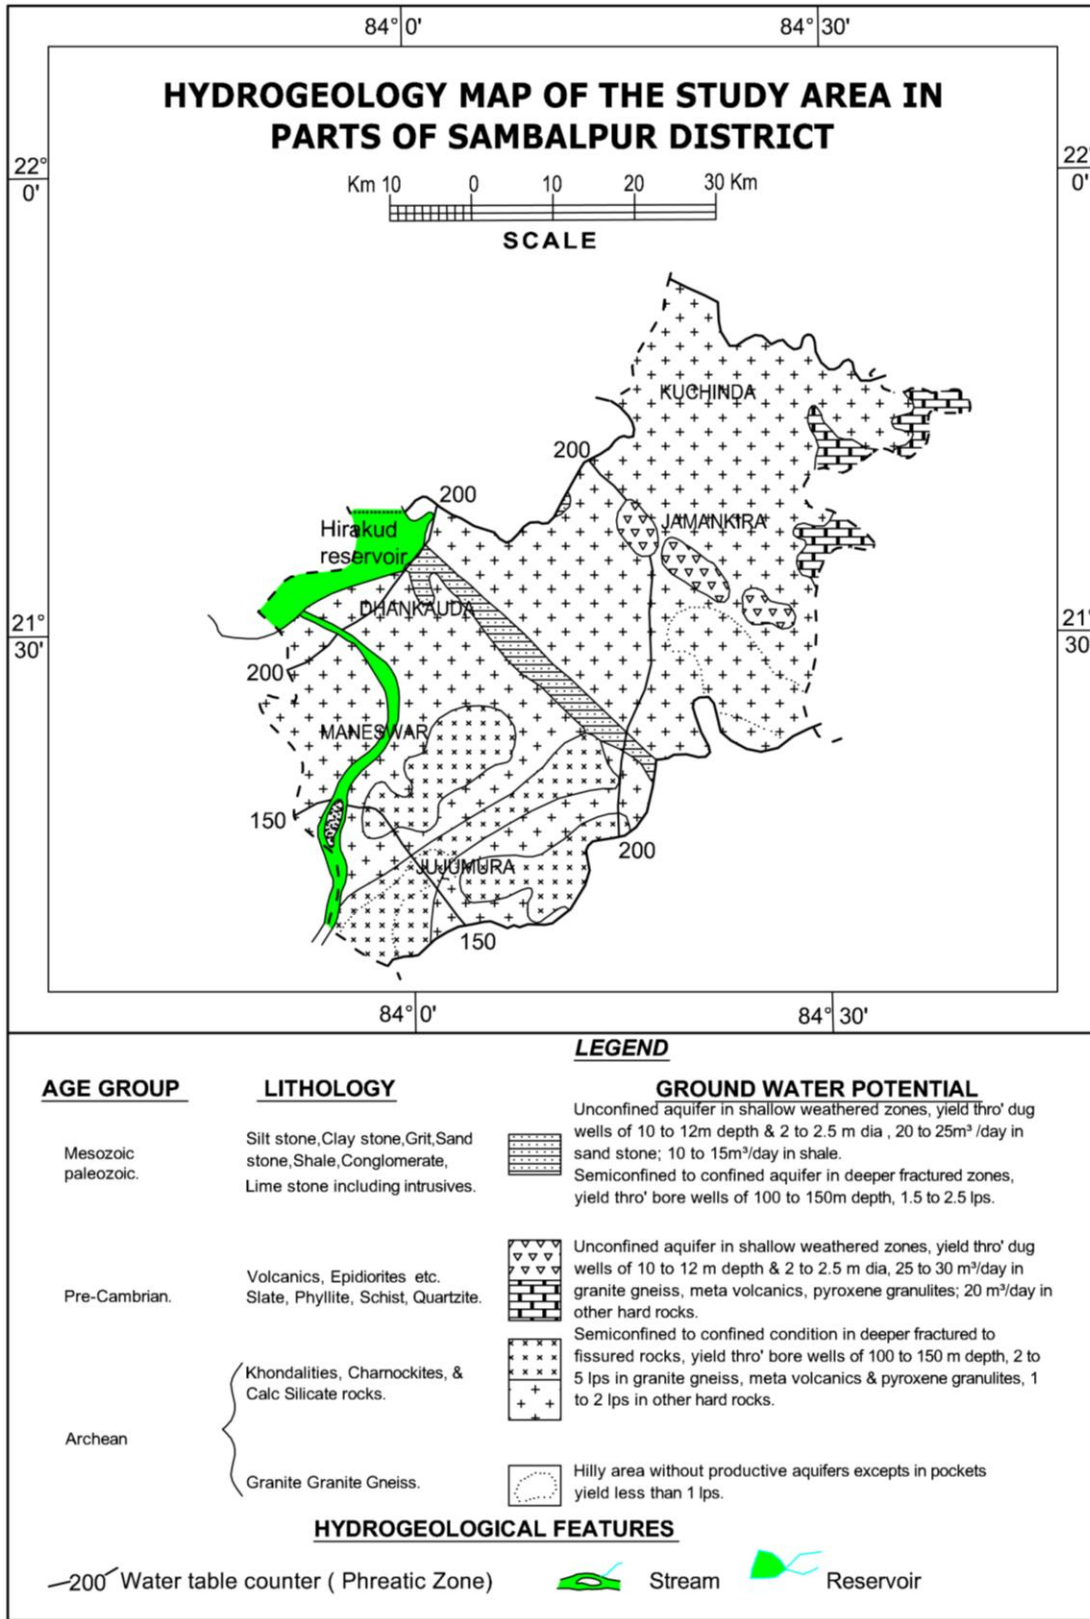 84° 0'
84° 30'
HYDROGEOLOGY MAP OF THE STUDY AREA IN
PARTS OF SAMBALPUR DISTRICT
22°
0'
22°
0'
Km 10 0 10 20 30 Km
SCALE
KUCHINDA
200
200
Hirakud
reservoir
JAMANKIRA
DHANKAUDA
21°
30'
21°
30'
200
MANESWAR
150
200
JUJUMURA
150
84° 0'
84° 30'
LEGEND
AGE GROUP
LITHOLOGY
GROUND WATER POTENTIAL
Mesozoic
paleozoic.
Silt stone,Clay stone,Grit,Sand
stone,Shale,Conglomerate,
Lime stone including intrusives.
Unconfined aquifer in shallow weathered zones, yield thro' dug
wells of 10 to 12m depth & 2 to 2.5 m dia , 20 to 25m³ /day in
sand stone; 10 to 15m³/day in shale.
Semiconfined to confined aquifer in deeper fractured zones,
yield thro' bore wells of 100 to 150m depth, 1.5 to 2.5 lps.
Pre-Cambrian.
Volcanics, Epidiorites etc.
Slate, Phyllite, Schist, Quartzite.
Unconfined aquifer in shallow weathered zones, yield thro' dug
wells of 10 to 12 m depth & 2 to 2.5 m dia, 25 to 30 m³/day in
granite gneiss, meta volcanics, pyroxene granulites; 20 m³/day in
other hard rocks.
Semiconfined to confined condition in deeper fractured to
fissured rocks, yield thro' bore wells of 100 to 150 m depth, 2 to
5 lps in granite gneiss, meta volcanics & pyroxene granulites, 1
to 2 lps in other hard rocks.
Archean
Khondalities, Charnockites, &
Calc Silicate rocks.
Granite Granite Gneiss.
Hilly area without productive aquifers excepts in pockets
yield less than 1 lps.
HYDROGEOLOGICAL FEATURES
200 Water table counter ( Phreatic Zone)
Stream
Reservoir